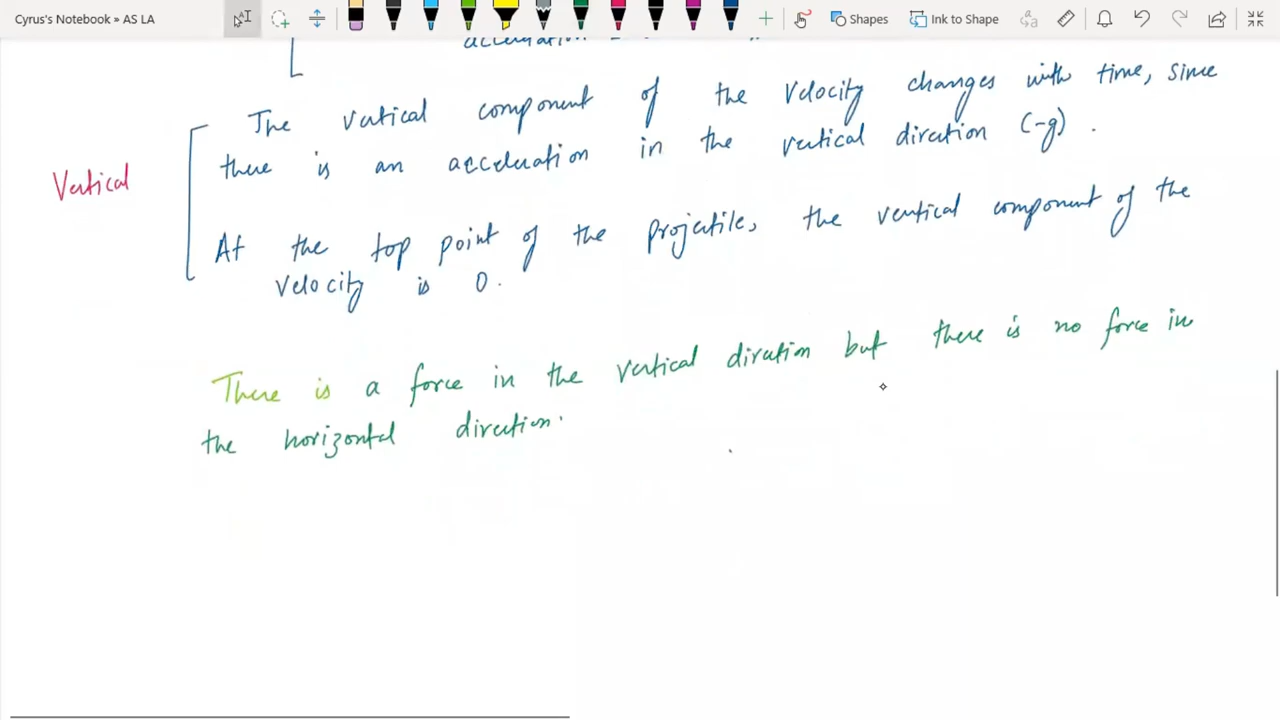 Cyrus's Notebook » AS LA
Shapes
Ink to Shape
acceleration
The vertical component of the velocity changes with time, since
there is an acceleration in the vertical direction (-g).
Vertical
At the top point of the projectile, the vertical component of the
velocity is 0.
There is a force in the vertical direction but there is no force in
the horizontal direction.